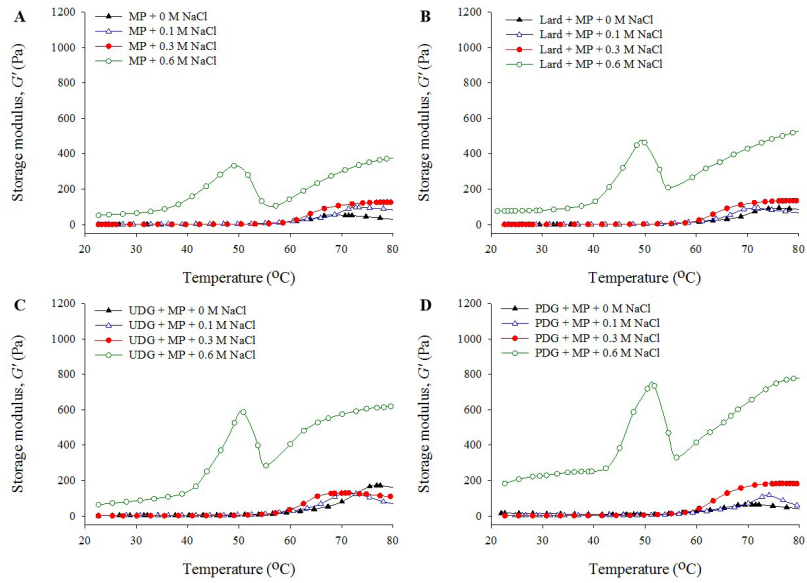 A
MP + 0 M NaCl
MP + 0.1 M NaCl
MP + 0.3 M NaCl
MP + 0.6 M NaCl
1200
1000
800
600
400
200
0
Storage modulus, G′ (Pa)
22 30 40 50 60 70 80
Temperature (ᴼC)
B
Lard + MP + 0 M NaCl
Lard + MP + 0.1 M NaCl
Lard + MP + 0.3 M NaCl
Lard + MP + 0.6 M NaCl
1200
1000
800
600
400
200
0
Storage modulus, G′ (Pa)
22 30 40 50 60 70 80
Temperature (ᴼC)
C
UDG + MP + 0 M NaCl
UDG + MP + 0.1 M NaCl
UDG + MP + 0.3 M NaCl
UDG + MP + 0.6 M NaCl
1200
1000
800
600
400
200
0
Storage modulus, G′ (Pa)
22 30 40 50 60 70 80
Temperature (ᴼC)
D
PDG + MP + 0 M NaCl
PDG + MP + 0.1 M NaCl
PDG + MP + 0.3 M NaCl
PDG + MP + 0.6 M NaCl
1200
1000
800
600
400
200
0
Storage modulus, G′ (Pa)
22 30 40 50 60 70 80
Temperature (ᴼC)